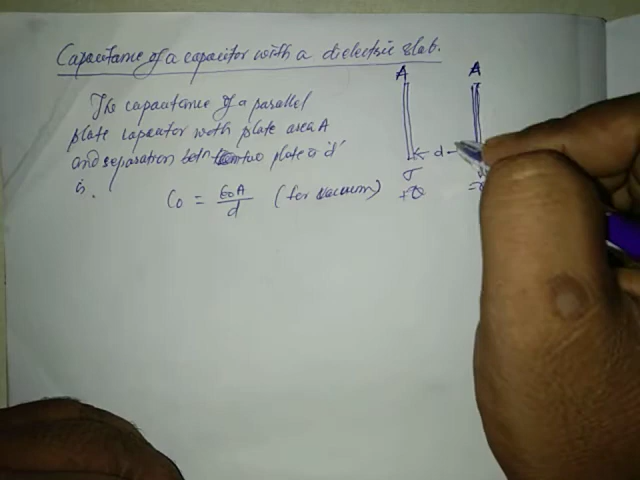 Capacitance of a capacitor with a dielectric slab.
A A
The capacitance of a parallel
plate capacitor with plate area A
and separation betn two plate is 'd'
is.
d
C₀ = ε₀A/d (for vacuum)
σ
+Q